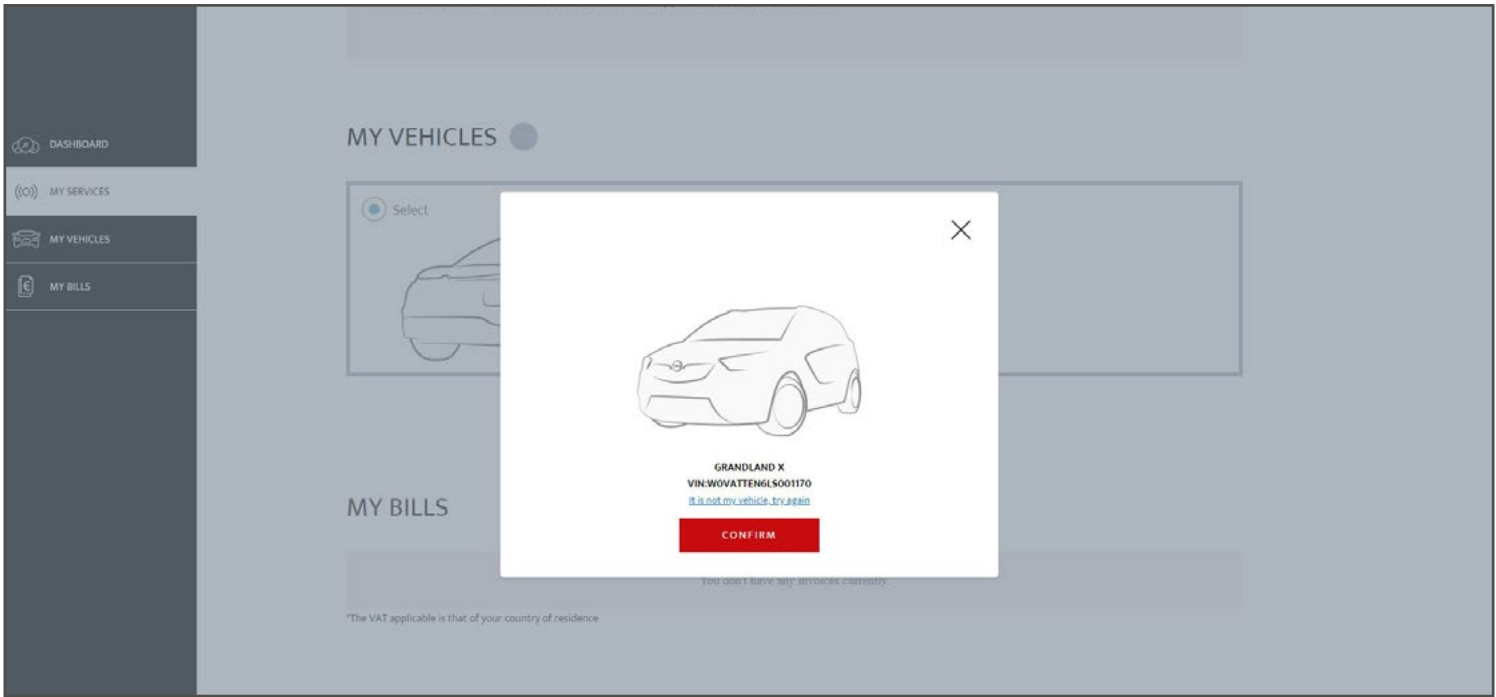 DASHBOARD
MY SERVICES
MY VEHICLES
MY BILLS
MY VEHICLES
Select
GRANDLAND X
VIN:W0VATTEN6LS001170
It is not my vehicle, try again
CONFIRM
MY BILLS
You don't have any invoices currently.
*The VAT applicable is that of your country of residence